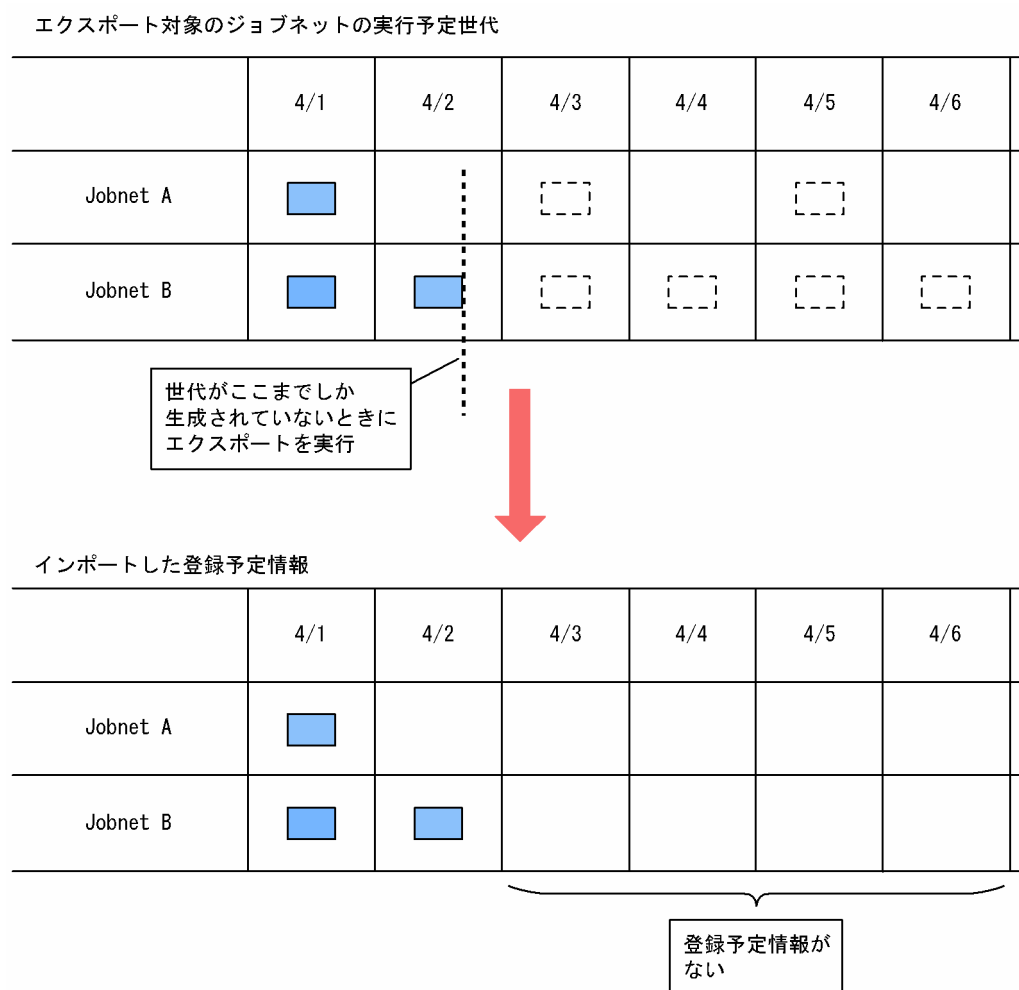 エクスポート対象のジョブネットの実行予定世代
4/1 4/2 4/3 4/4 4/5 4/6
Jobnet A
Jobnet B
世代がここまでしか
生成されていないときに
エクスポートを実行
インポートした登録予定情報
4/1 4/2 4/3 4/4 4/5 4/6
Jobnet A
Jobnet B
登録予定情報が
ない